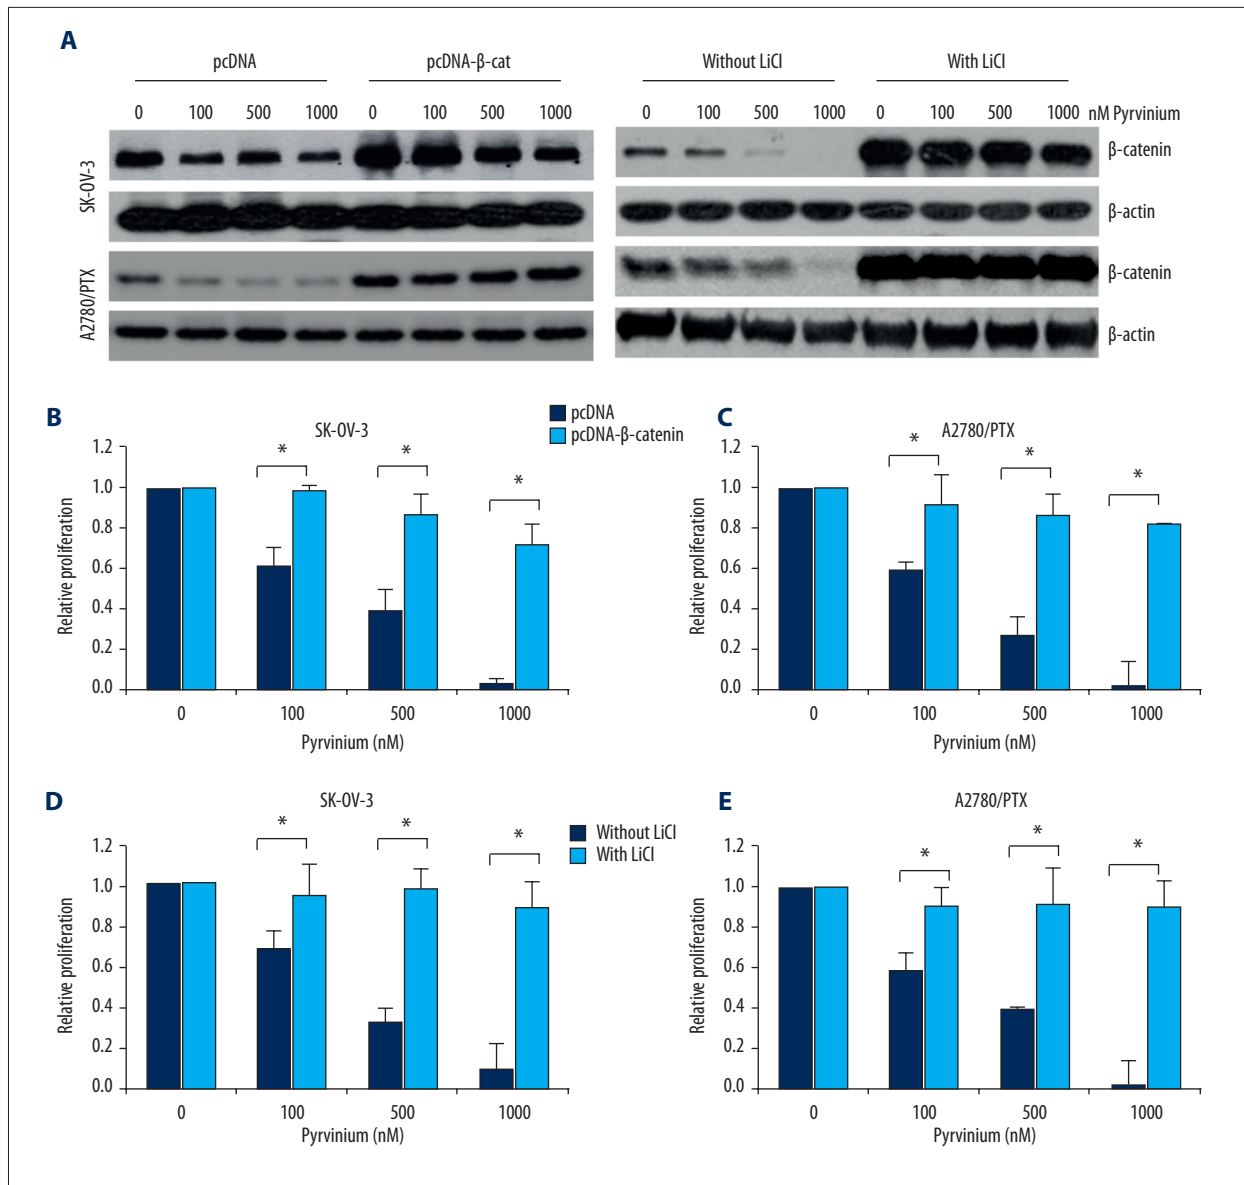 A
pcDNA pcDNA-β-cat Without LiCl With LiCl
0 100 500 1000 0 100 500 1000 0 100 500 1000 0 100 500 1000 nM Pyrvinium
SK-OV-3
β-catenin
β-actin
A2780/PTX
β-catenin
β-actin
B
SK-OV-3
pcDNA
pcDNA-β-catenin
Relative proliferation
1.2
1.0
0.8
0.6
0.4
0.2
0.0
* * *
0 100 500 1000
Pyrvinium (nM)
C
A2780/PTX
Relative proliferation
1.2
1.0
0.8
0.6
0.4
0.2
0.0
* * *
0 100 500 1000
Pyrvinium (nM)
D
SK-OV-3
Without LiCl
With LiCl
Relative proliferation
1.2
1.0
0.8
0.6
0.4
0.2
0.0
* * *
0 100 500 1000
Pyrvinium (nM)
E
A2780/PTX
Relative proliferation
1.2
1.0
0.8
0.6
0.4
0.2
0.0
* * *
0 100 500 1000
Pyrvinium (nM)